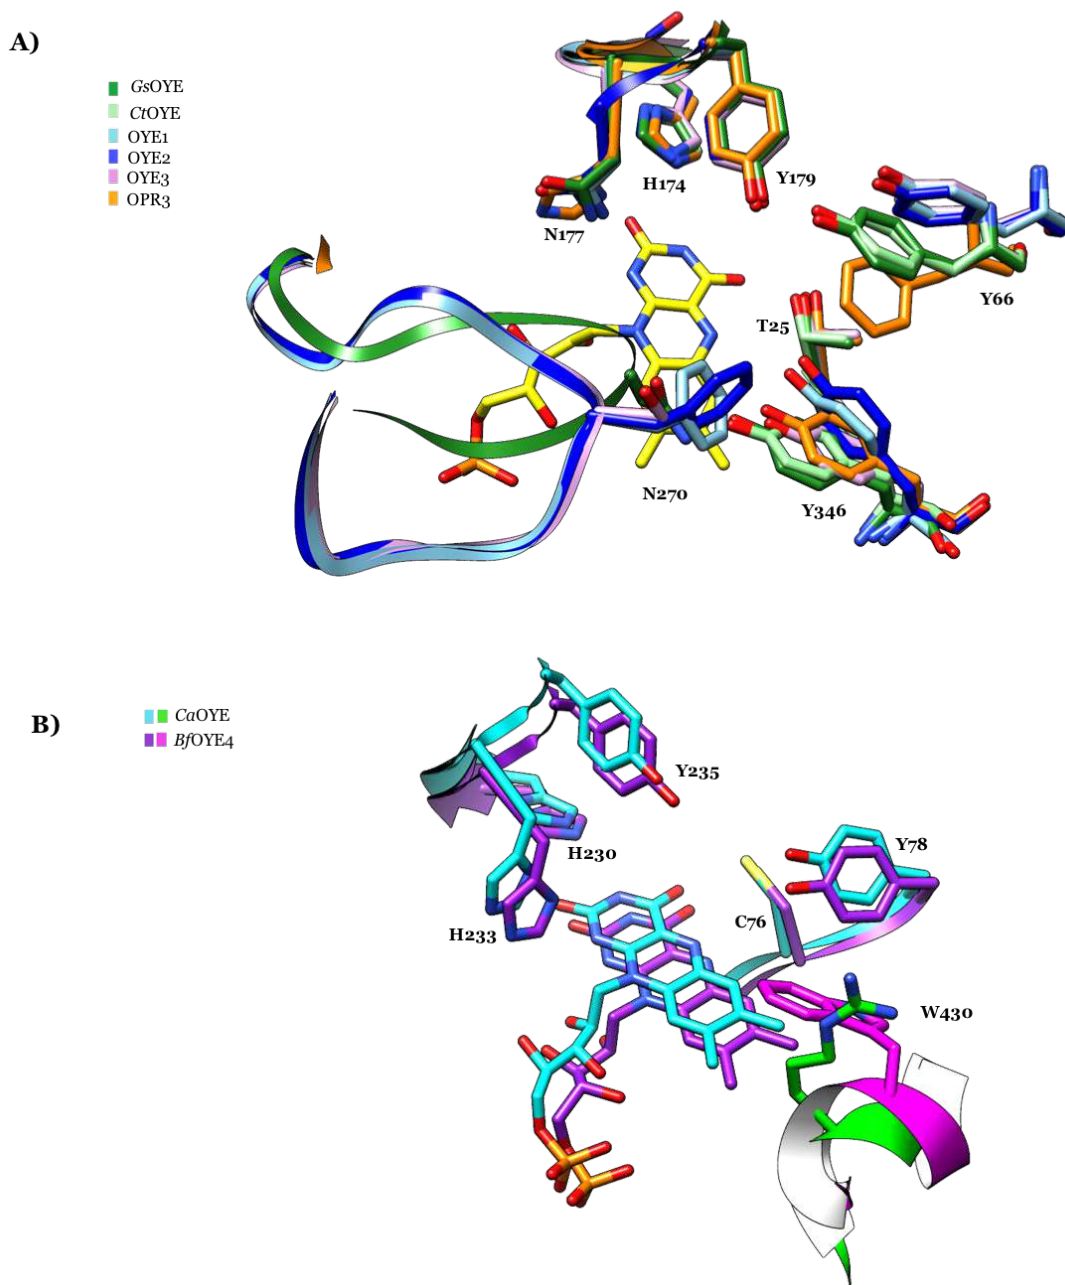 A)
GsOYE
CtOYE
OYE1
OYE2
OYE3
OPR3
H174
Y179
N177
Y66
T25
N270
Y346
B)
CaOYE
BfOYE4
Y235
H230
Y78
C76
H233
W430